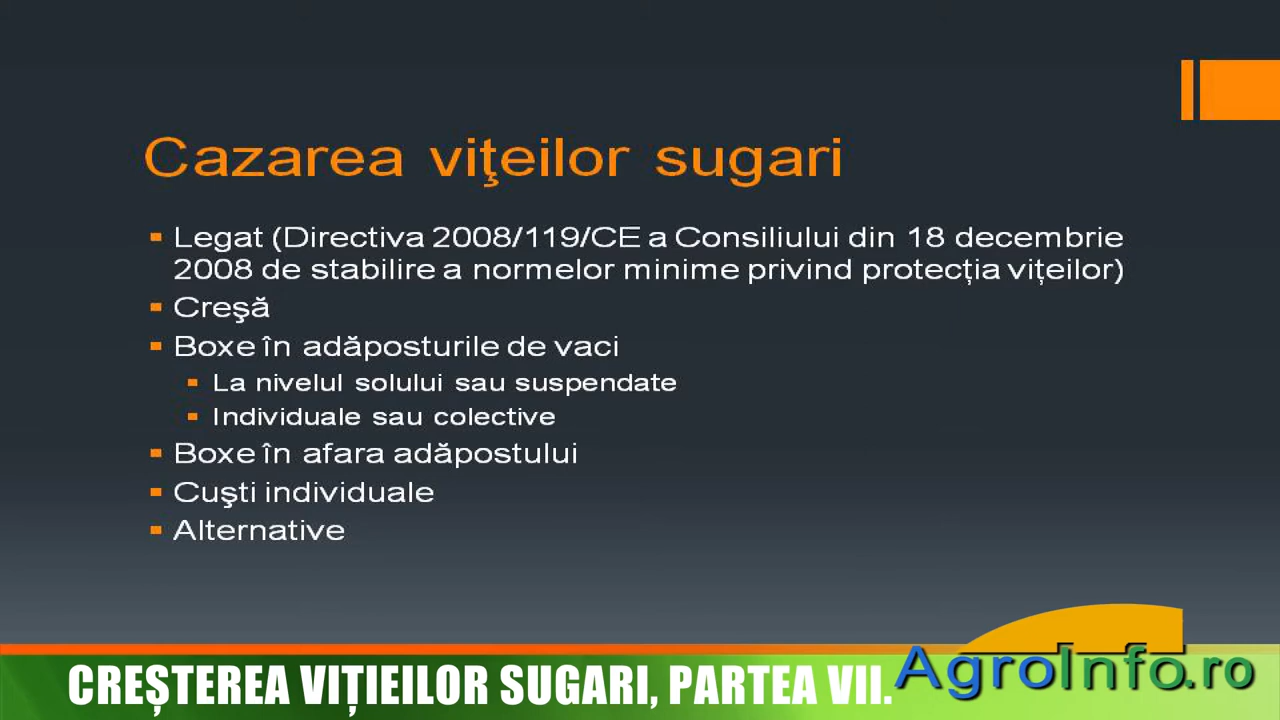 Cazarea viţeilor sugari
Legat (Directiva 2008/119/CE a Consiliului din 18 decembrie
2008 de stabilire a normelor minime privind protecția vițeilor)
Creşă
Boxe în adăposturile de vaci
La nivelul solului sau suspendate
Individuale sau colective
Boxe în afara adăpostului
Cuşti individuale
Alternative
CREȘTEREA VIȚIEILOR SUGARI, PARTEA VII.
AgroInfo.ro